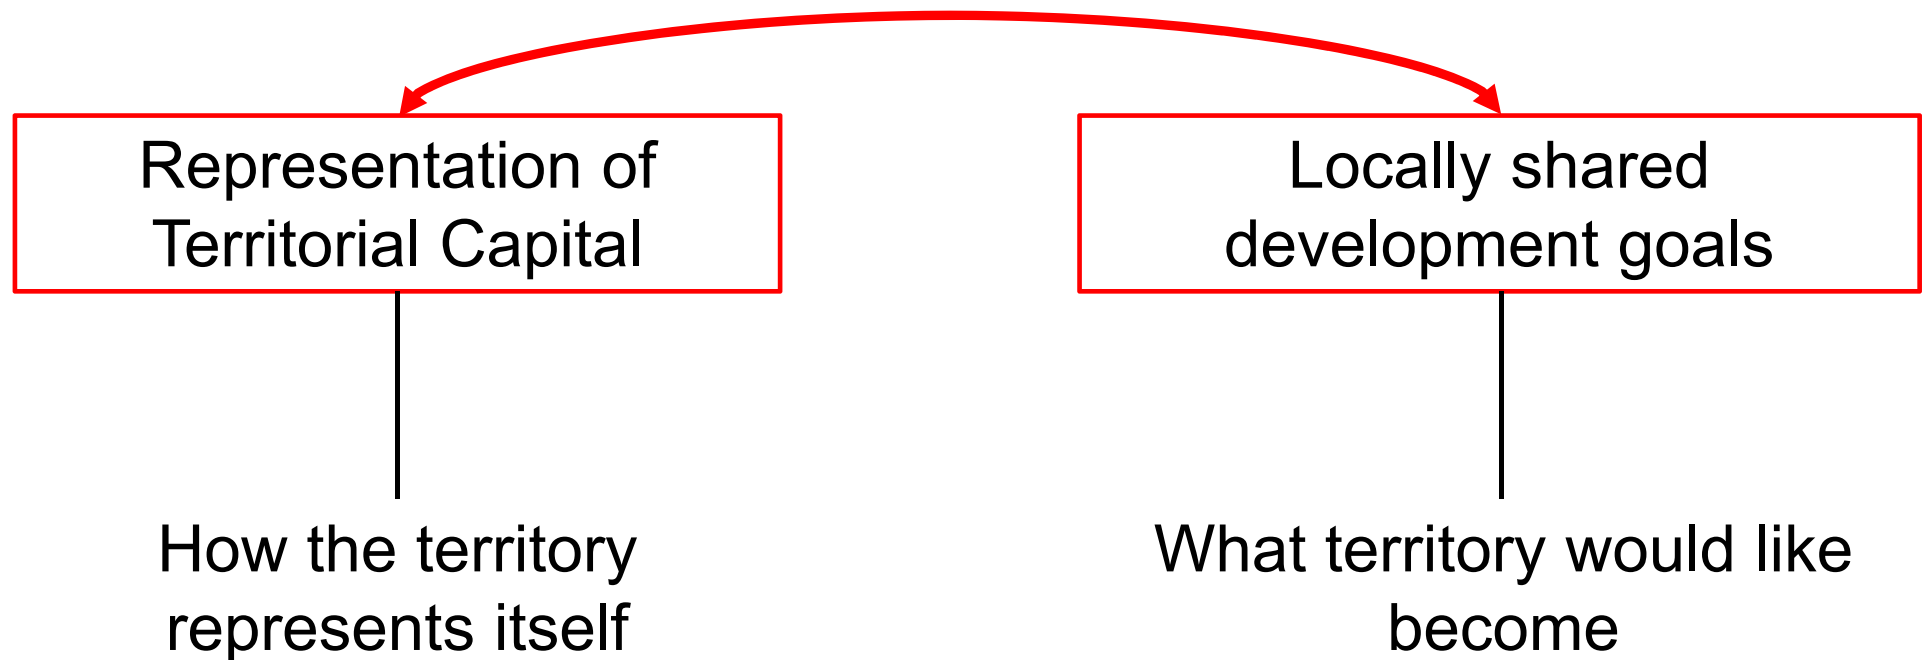 Representation of
Territorial Capital
Locally shared
development goals
How the territory
represents itself
What territory would like
become